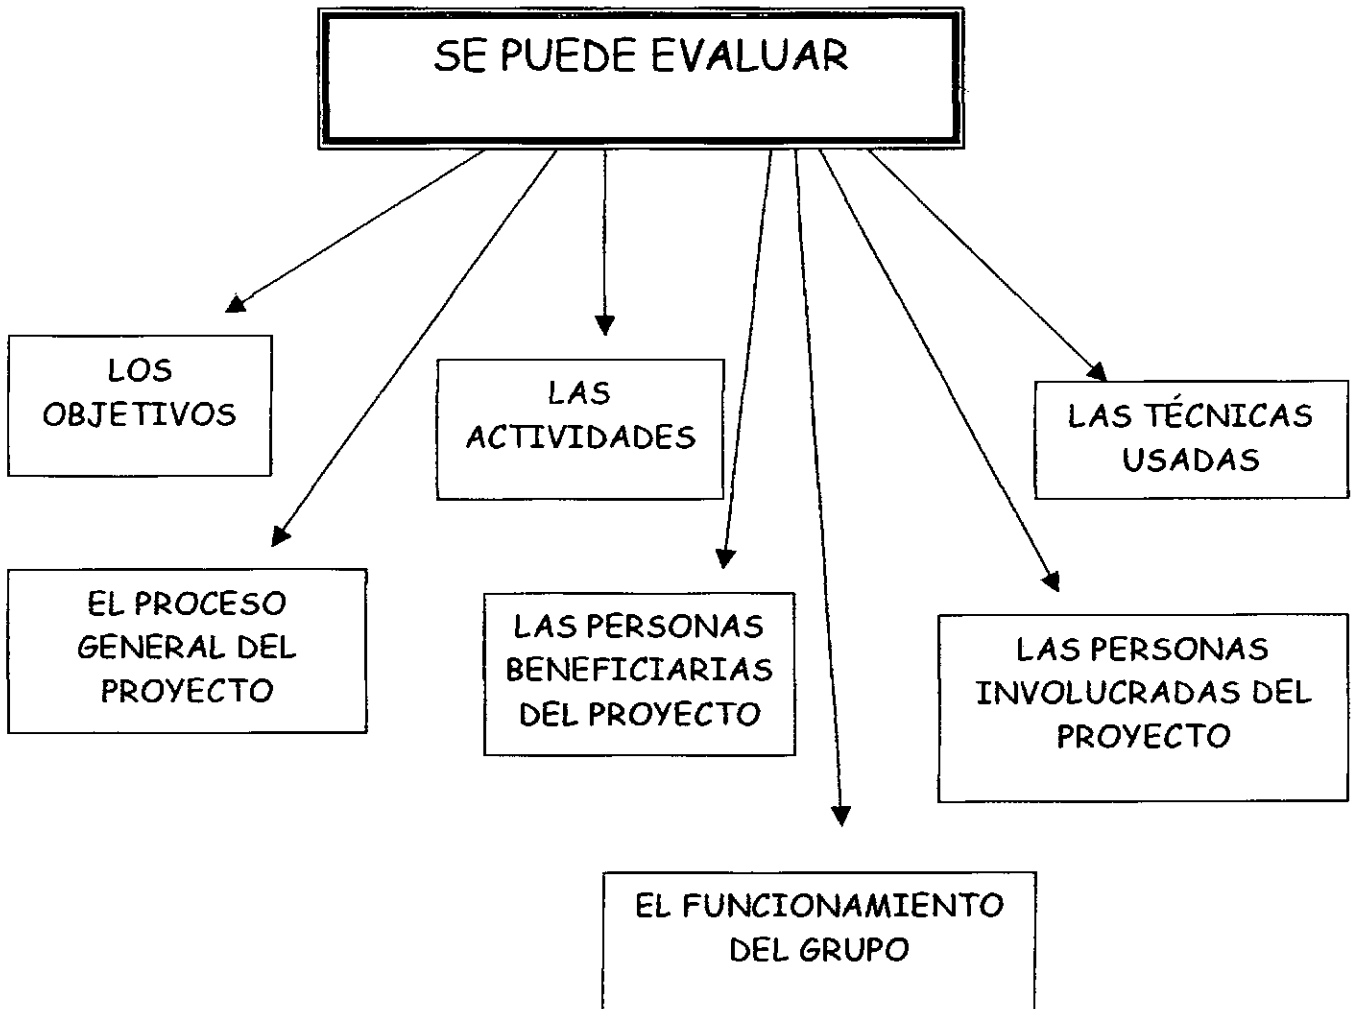 SE PUEDE EVALUAR
LOS
OBJETIVOS
LAS
ACTIVIDADES
LAS TÉCNICAS
USADAS
EL PROCESO
GENERAL DEL
PROYECTO
LAS PERSONAS
BENEFICIARIAS
DEL PROYECTO
LAS PERSONAS
INVOLUCRADAS DEL
PROYECTO
EL FUNCIONAMIENTO
DEL GRUPO